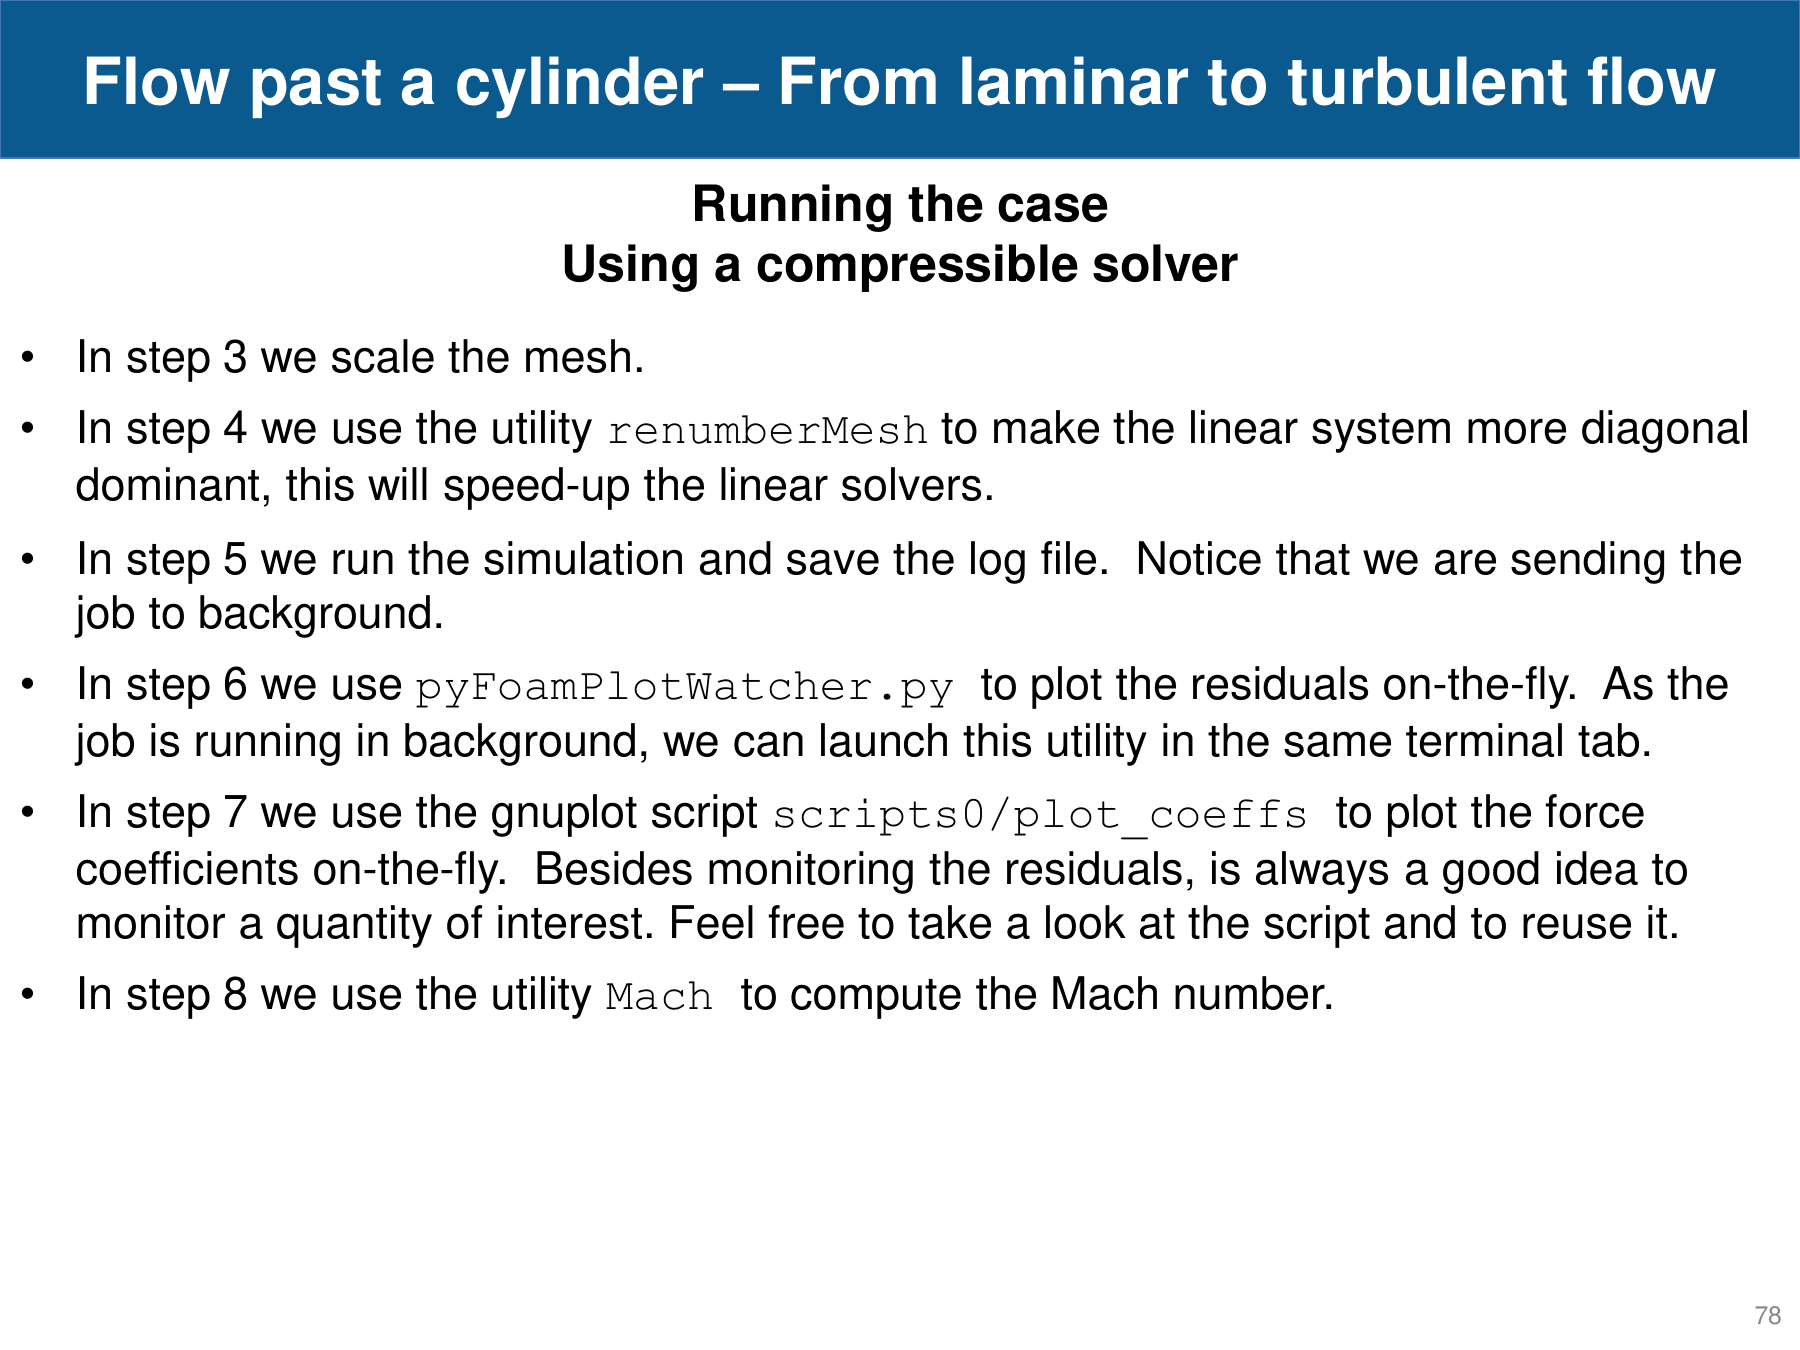 Flow past a cylinder – From laminar to turbulent flow
Running the case
Using a compressible solver
• In step 3 we scale the mesh.
• In step 4 we use the utility renumberMesh to make the linear system more diagonal
dominant, this will speed-up the linear solvers.
• In step 5 we run the simulation and save the log file.  Notice that we are sending the
job to background.
• In step 6 we use pyFoamPlotWatcher.py to plot the residuals on-the-fly.  As the
job is running in background, we can launch this utility in the same terminal tab.
• In step 7 we use the gnuplot script scripts0/plot_coeffs to plot the force
coefficients on-the-fly.  Besides monitoring the residuals, is always a good idea to
monitor a quantity of interest. Feel free to take a look at the script and to reuse it.
• In step 8 we use the utility Mach to compute the Mach number.
78